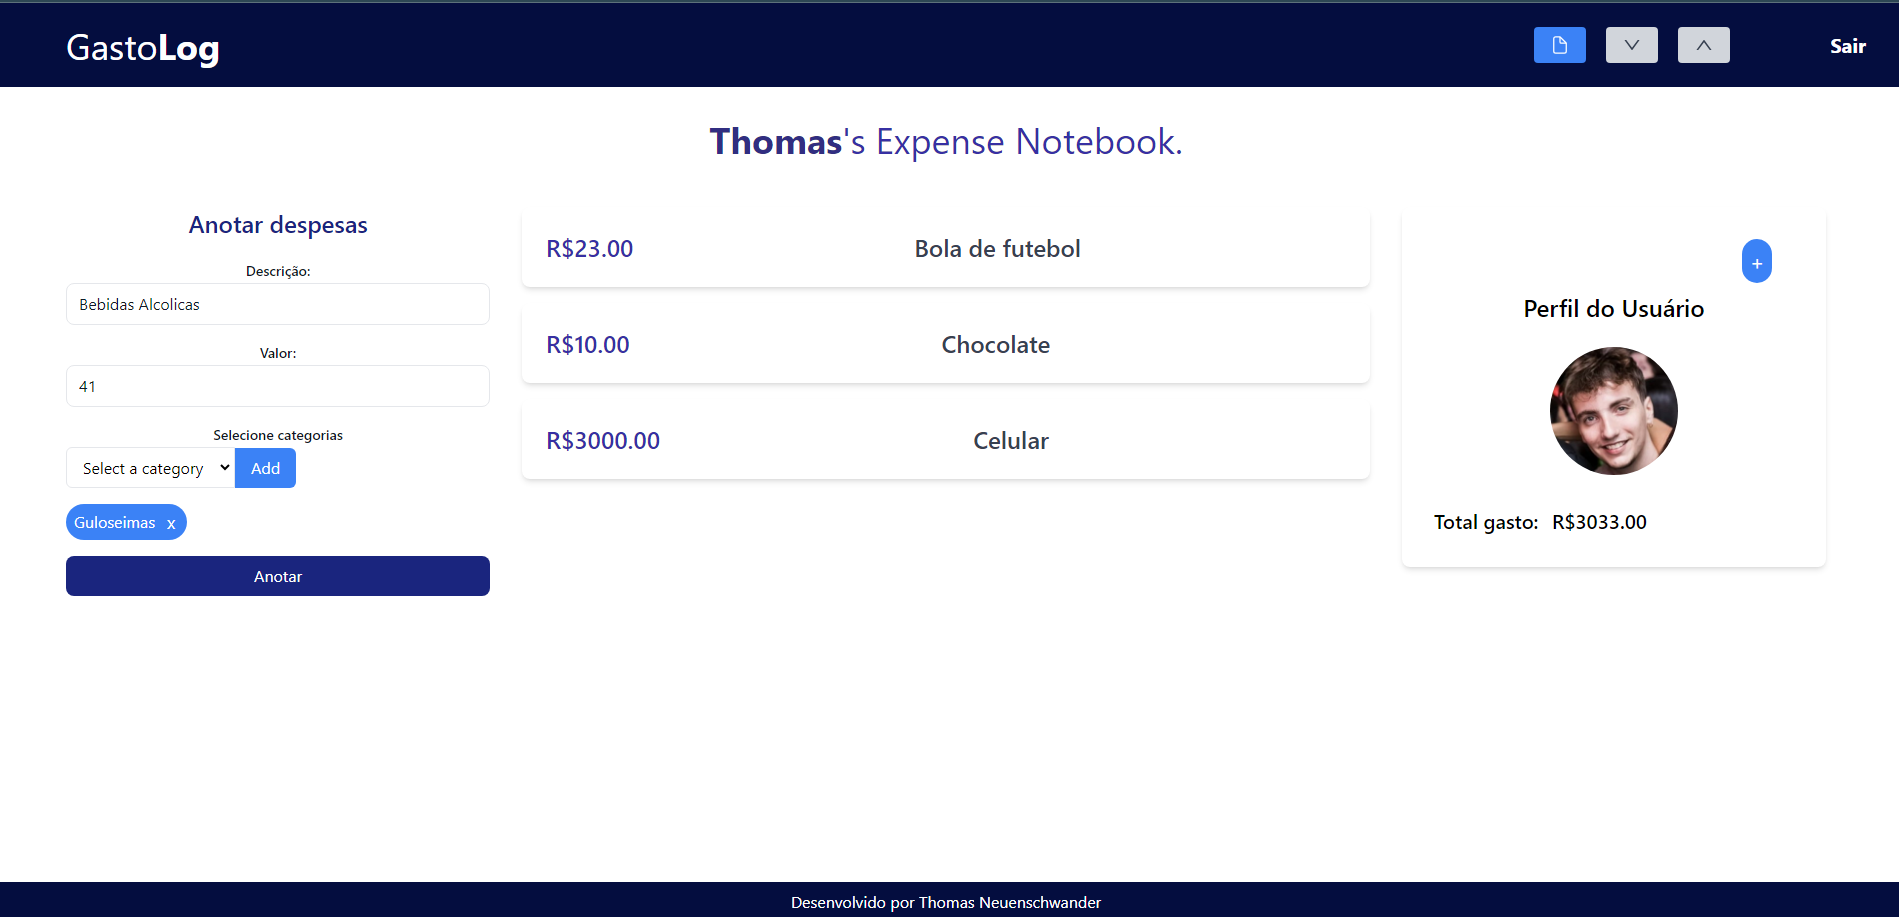 GastoLog
Sair
Thomas's Expense Notebook.
Anotar despesas
Descrição:
Bebidas Alcolicas
Valor:
41
Selecione categorias
Select a category
Add
Guloseimas x
Anotar
R$23.00 Bola de futebol
R$10.00 Chocolate
R$3000.00 Celular
+
Perfil do Usuário
Total gasto: R$3033.00
Desenvolvido por Thomas Neuenschwander